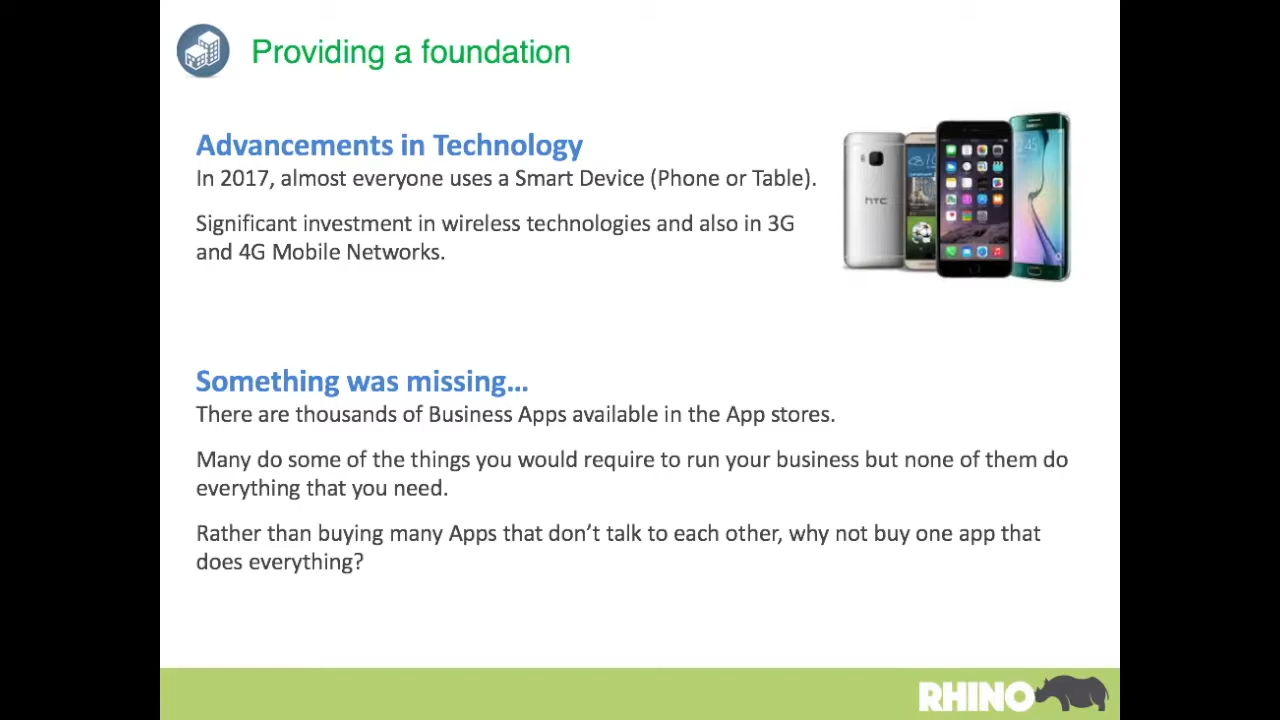 Providing a foundation
Advancements in Technology
In 2017, almost everyone uses a Smart Device (Phone or Table).
Significant investment in wireless technologies and also in 3G
and 4G Mobile Networks.
hTC
Something was missing...
There are thousands of Business Apps available in the App stores.
Many do some of the things you would require to run your business but none of them do
everything that you need.
Rather than buying many Apps that don't talk to each other, why not buy one app that
does everything?
RHINO